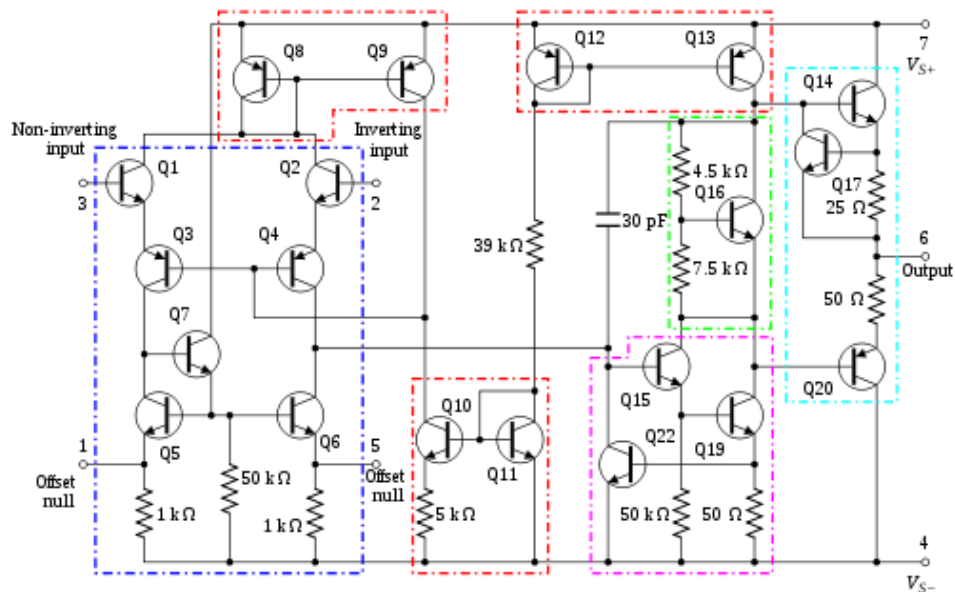 Q8
Q9
Q12
Q13
7
V_S+
Q14
Non-inverting
input
Inverting
input
Q1
Q2
3
2
4.5 kΩ
Q16
Q17
25 Ω
30 pF
6
Output
Q3
Q4
39 kΩ
7.5 kΩ
50 Ω
Q7
Q15
Q20
Q10
1
Q5
Q6
5
Q22
Q19
Q11
Offset
null
50 kΩ
Offset
null
1 kΩ
1 kΩ
5 kΩ
50 kΩ
50 Ω
4
V_S−